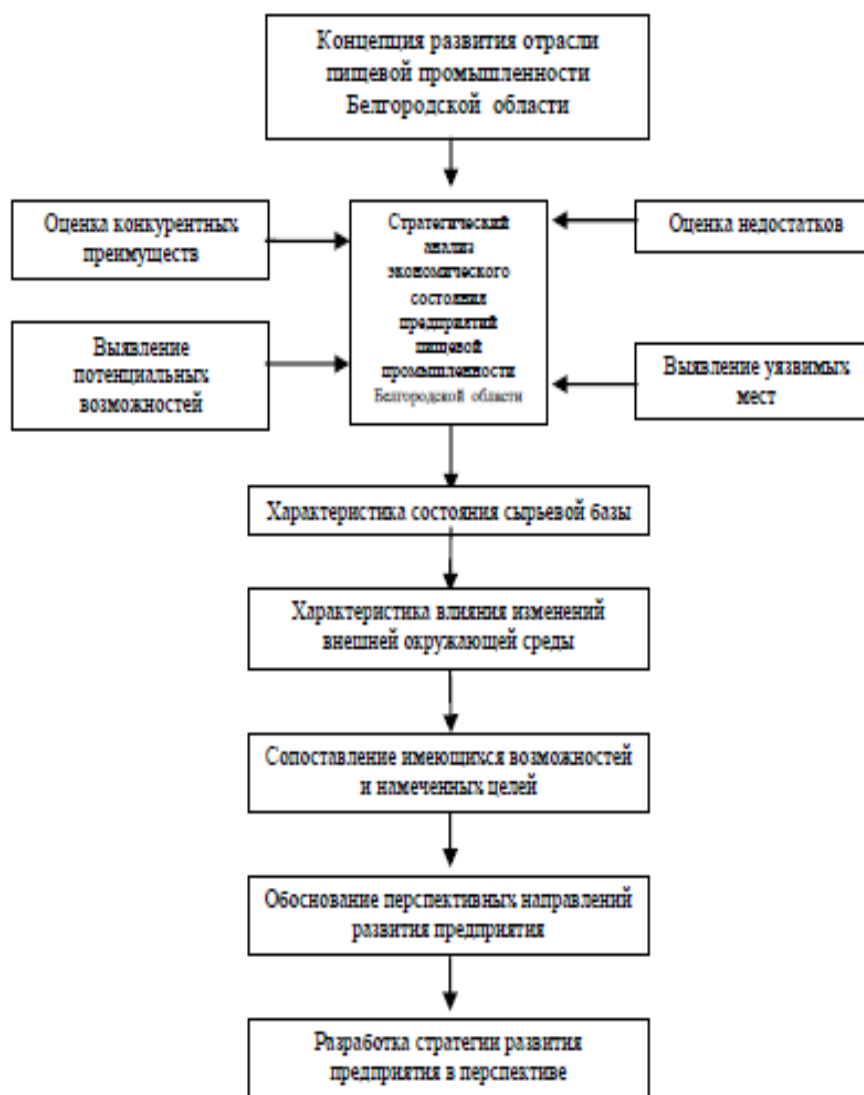 Концепция развития отрасли
пищевой промышленности
Белгородской области
Оценка конкурентных
преимуществ
Выявление
потенциальных
возможностей
Стратегический
анализ
экономического
состояния
предприятий
пищевой
промышленности
Белгородской области
Оценка недостатков
Выявление уязвимых
мест
Характеристика состояния сырьевой базы
Характеристика влияния изменений
внешней окружающей среды
Сопоставление имеющихся возможностей
и намеченных целей
Обоснование перспективных направлений
развития предприятия
Разработка стратегии развития
предприятия в перспективе